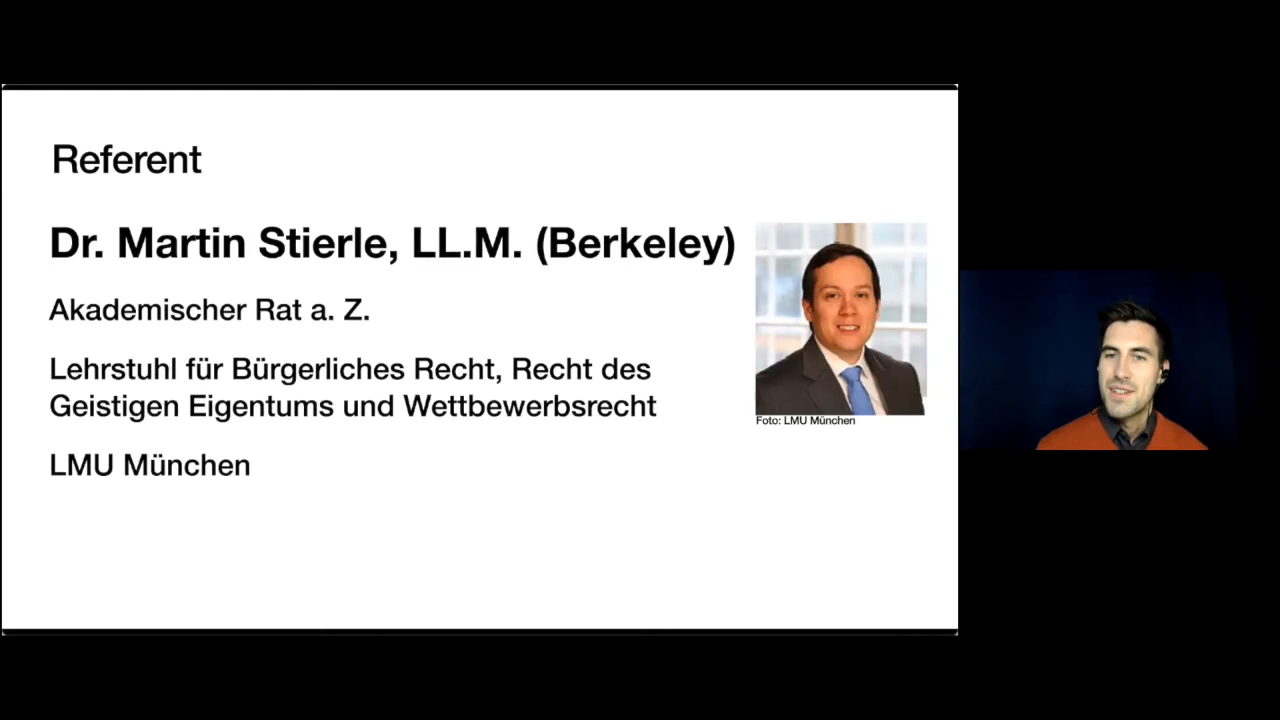 Referent
Dr. Martin Stierle, LL.M. (Berkeley)
Akademischer Rat a. Z.
Lehrstuhl für Bürgerliches Recht, Recht des
Geistigen Eigentums und Wettbewerbsrecht
LMU München
Foto: LMU München